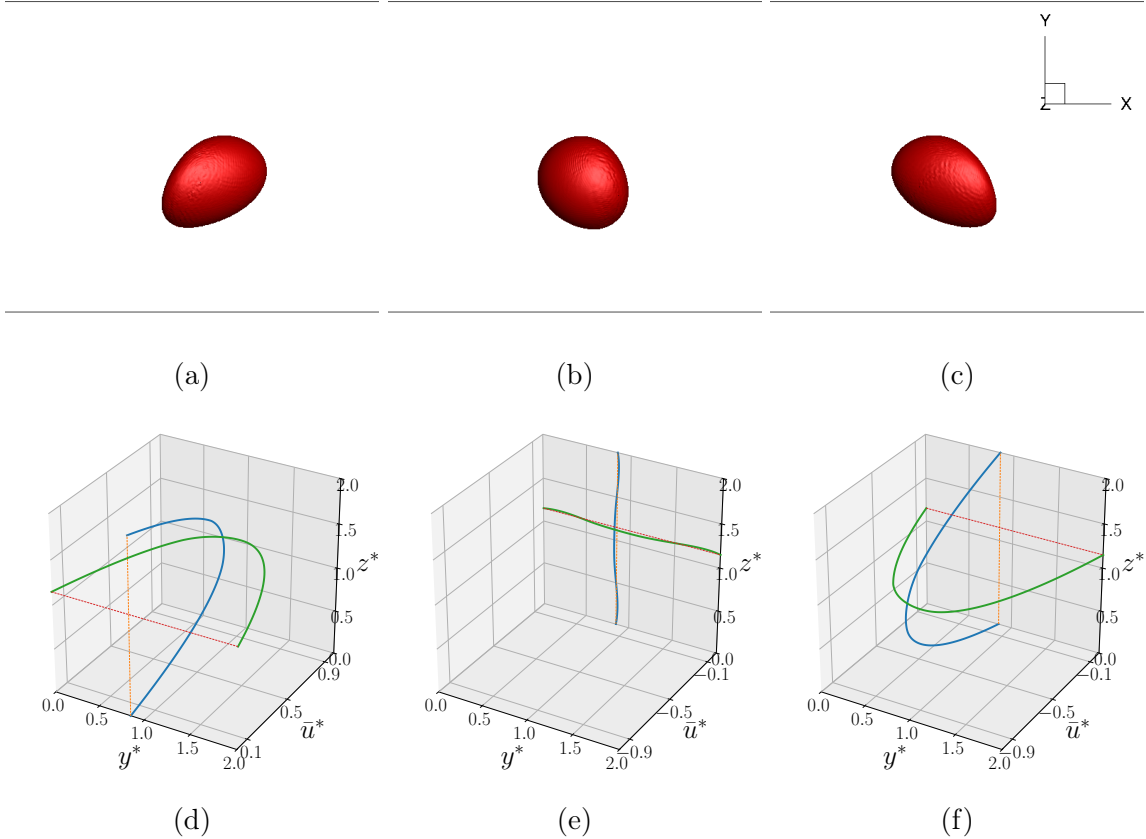 Y
Z X
(a) (b) (c)
2.0 2.0 2.0
1.5 1.5 1.5
z* z* z*
1.0 1.0 1.0
0.5 0.5 0.5
0.0 0.0 0.0
0.9 −0.1 −0.1
0.0 0.5 1.0 1.5 2.0 0.0 0.5 1.0 1.5 2.0 0.0 0.5 1.0 1.5 2.0
0.5 −0.5 −0.5
ū* ū* ū*
0.1 −0.9 −0.9
y* y* y*
(d) (e) (f)